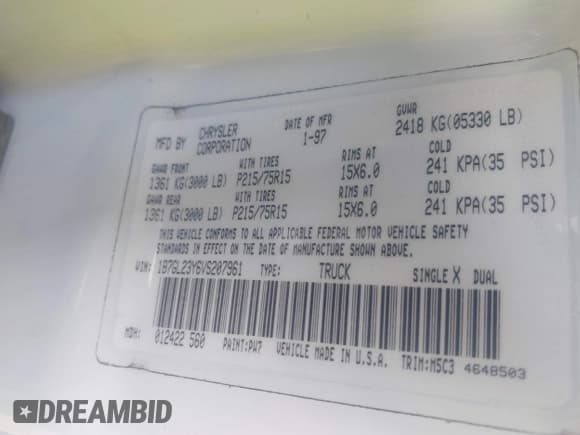 MFD BY CHRYSLER CORPORATION DATE OF MFR 1-97 GVWR 2418 KG(05330 LB)
GAWR FRONT WITH TIRES RIMS AT COLD
1361 KG(3000 LB) P215/75R15 15X6.0 241 KPA(35 PSI)
GAWR REAR WITH TIRES RIMS AT COLD
1361 KG(3000 LB) P215/75R15 15X6.0 241 KPA(35 PSI)
THIS VEHICLE CONFORMS TO ALL APPLICABLE FEDERAL MOTOR VEHICLE SAFETY
STANDARDS IN EFFECT ON THE DATE OF MANUFACTURE SHOWN ABOVE.
VIN: 1B7GL23Y6VS207961 TYPE: TRUCK SINGLE X DUAL
MDH: 012422 560 PAINT:PW7 VEHICLE MADE IN U.S.A. TRIM:M5C3 4648503
DREAMBID